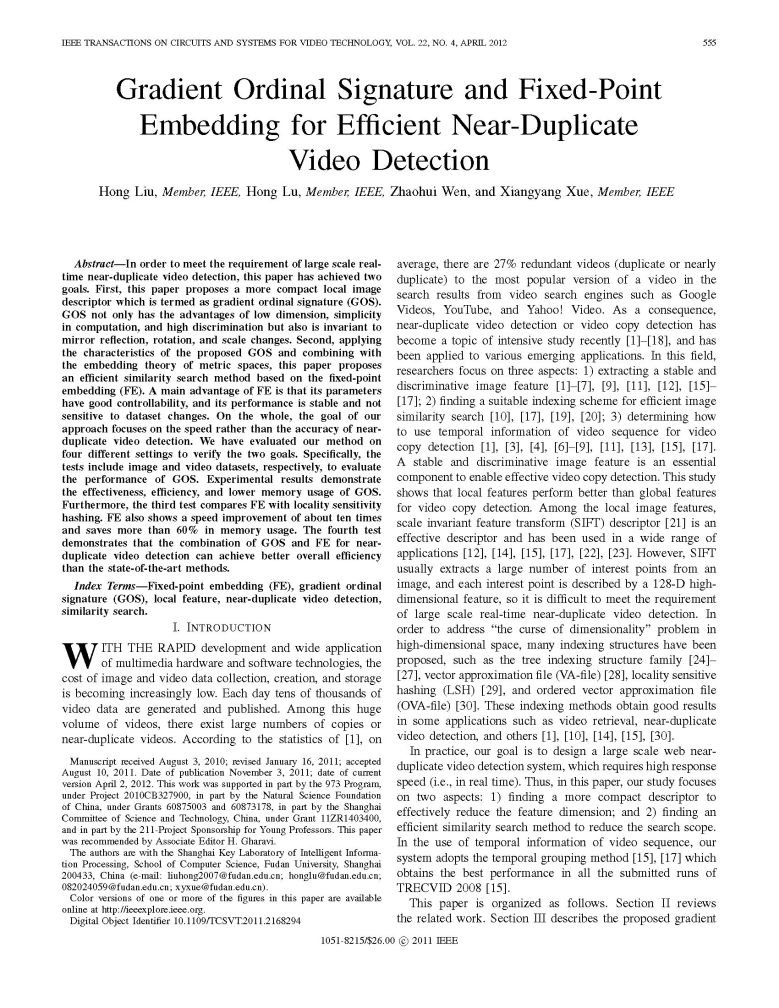 IEEE TRANSACTIONS ON CIRCUITS AND SYSTEMS FOR VIDEO TECHNOLOGY, VOL. 22, NO. 4, APRIL 2012 555
Gradient Ordinal Signature and Fixed-Point
Embedding for Efficient Near-Duplicate
Video Detection
Hong Liu, Member, IEEE, Hong Lu, Member, IEEE, Zhaohui Wen, and Xiangyang Xue, Member, IEEE
Abstract—In order to meet the requirement of large scale real-
time near-duplicate video detection, this paper has achieved two
goals. First, this paper proposes a more compact local image
descriptor which is termed as gradient ordinal signature (GOS).
GOS not only has the advantages of low dimension, simplicity
in computation, and high discrimination but also is invariant to
mirror reflection, rotation, and scale changes. Second, applying
the characteristics of the proposed GOS and combining with
the embedding theory of metric spaces, this paper proposes
an efficient similarity search method based on the fixed-point
embedding (FE). A main advantage of FE is that its parameters
have good controllability, and its performance is stable and not
sensitive to dataset changes. On the whole, the goal of our
approach focuses on the speed rather than the accuracy of near-
duplicate video detection. We have evaluated our method on
four different settings to verify the two goals. Specifically, the
tests include image and video datasets, respectively, to evaluate
the performance of GOS. Experimental results demonstrate
the effectiveness, efficiency, and lower memory usage of GOS.
Furthermore, the third test compares FE with locality sensitivity
hashing. FE also shows a speed improvement of about ten times
and saves more than 60% in memory usage. The fourth test
demonstrates that the combination of GOS and FE for near-
duplicate video detection can achieve better overall efficiency
than the state-of-the-art methods.
Index Terms—Fixed-point embedding (FE), gradient ordinal
signature (GOS), local feature, near-duplicate video detection,
similarity search.
I. INTRODUCTION
WITH THE RAPID development and wide application
of multimedia hardware and software technologies, the
cost of image and video data collection, creation, and storage
is becoming increasingly low. Each day tens of thousands of
video data are generated and published. Among this huge
volume of videos, there exist large numbers of copies or
near-duplicate videos. According to the statistics of [1], on
Manuscript received August 3, 2010; revised January 16, 2011; accepted
August 10, 2011. Date of publication November 3, 2011; date of current
version April 2, 2012. This work was supported in part by the 973 Program,
under Project 2010CB327900, in part by the Natural Science Foundation
of China, under Grants 60875003 and 60873178, in part by the Shanghai
Committee of Science and Technology, China, under Grant 11ZR1403400,
and in part by the 211-Project Sponsorship for Young Professors. This paper
was recommended by Associate Editor H. Gharavi.
The authors are with the Shanghai Key Laboratory of Intelligent Informa-
tion Processing, School of Computer Science, Fudan University, Shanghai
200433, China (e-mail: liuhong2007@fudan.edu.cn; honglu@fudan.edu.cn;
082024059@fudan.edu.cn; xyxue@fudan.edu.cn).
Color versions of one or more of the figures in this paper are available
online at http://ieeexplore.ieee.org.
Digital Object Identifier 10.1109/TCSVT.2011.2168294
average, there are 27% redundant videos (duplicate or nearly
duplicate) to the most popular version of a video in the
search results from video search engines such as Google
Videos, YouTube, and Yahoo! Video. As a consequence,
near-duplicate video detection or video copy detection has
become a topic of intensive study recently [1]–[18], and has
been applied to various emerging applications. In this field,
researchers focus on three aspects: 1) extracting a stable and
discriminative image feature [1]–[7], [9], [11], [12], [15]–
[17]; 2) finding a suitable indexing scheme for efficient image
similarity search [10], [17], [19], [20]; 3) determining how
to use temporal information of video sequence for video
copy detection [1], [3], [4], [6]–[9], [11], [13], [15], [17].
A stable and discriminative image feature is an essential
component to enable effective video copy detection. This study
shows that local features perform better than global features
for video copy detection. Among the local image features,
scale invariant feature transform (SIFT) descriptor [21] is an
effective descriptor and has been used in a wide range of
applications [12], [14], [15], [17], [22], [23]. However, SIFT
usually extracts a large number of interest points from an
image, and each interest point is described by a 128-D high-
dimensional feature, so it is difficult to meet the requirement
of large scale real-time near-duplicate video detection. In
order to address “the curse of dimensionality” problem in
high-dimensional space, many indexing structures have been
proposed, such as the tree indexing structure family [24]–
[27], vector approximation file (VA-file) [28], locality sensitive
hashing (LSH) [29], and ordered vector approximation file
(OVA-file) [30]. These indexing methods obtain good results
in some applications such as video retrieval, near-duplicate
video detection, and others [1], [10], [14], [15], [30].
In practice, our goal is to design a large scale web near-
duplicate video detection system, which requires high response
speed (i.e., in real time). Thus, in this paper, our study focuses
on two aspects: 1) finding a more compact descriptor to
effectively reduce the feature dimension; and 2) finding an
efficient similarity search method to reduce the search scope.
In the use of temporal information of video sequence, our
system adopts the temporal grouping method [15], [17] which
obtains the best performance in all the submitted runs of
TRECVID 2008 [15].
This paper is organized as follows. Section II reviews
the related work. Section III describes the proposed gradient
1051-8215/$26.00 © 2011 IEEE